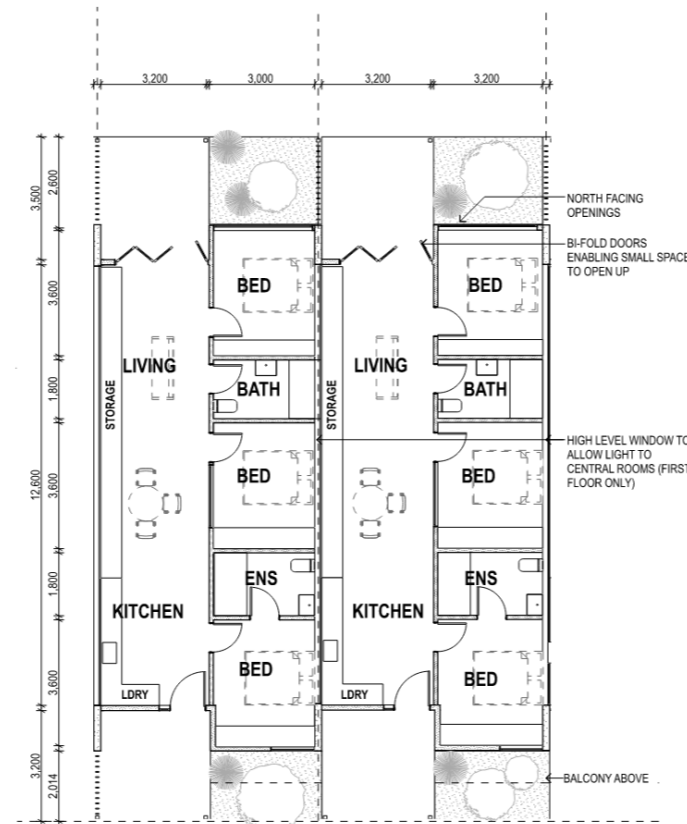 3,200 3,000 3,200 3,200
3,500
2,600
NORTH FACING
OPENINGS
BI-FOLD DOORS
ENABLING SMALL SPACE
TO OPEN UP
BED
BED
3,600
LIVING
LIVING
STORAGE
STORAGE
BATH
BATH
1,800
HIGH LEVEL WINDOW TO
ALLOW LIGHT TO
CENTRAL ROOMS (FIRST
FLOOR ONLY)
BED
BED
12,600
3,600
ENS
ENS
1,800
KITCHEN
KITCHEN
BED
BED
3,600
LDRY
LDRY
3,200
2,014
BALCONY ABOVE